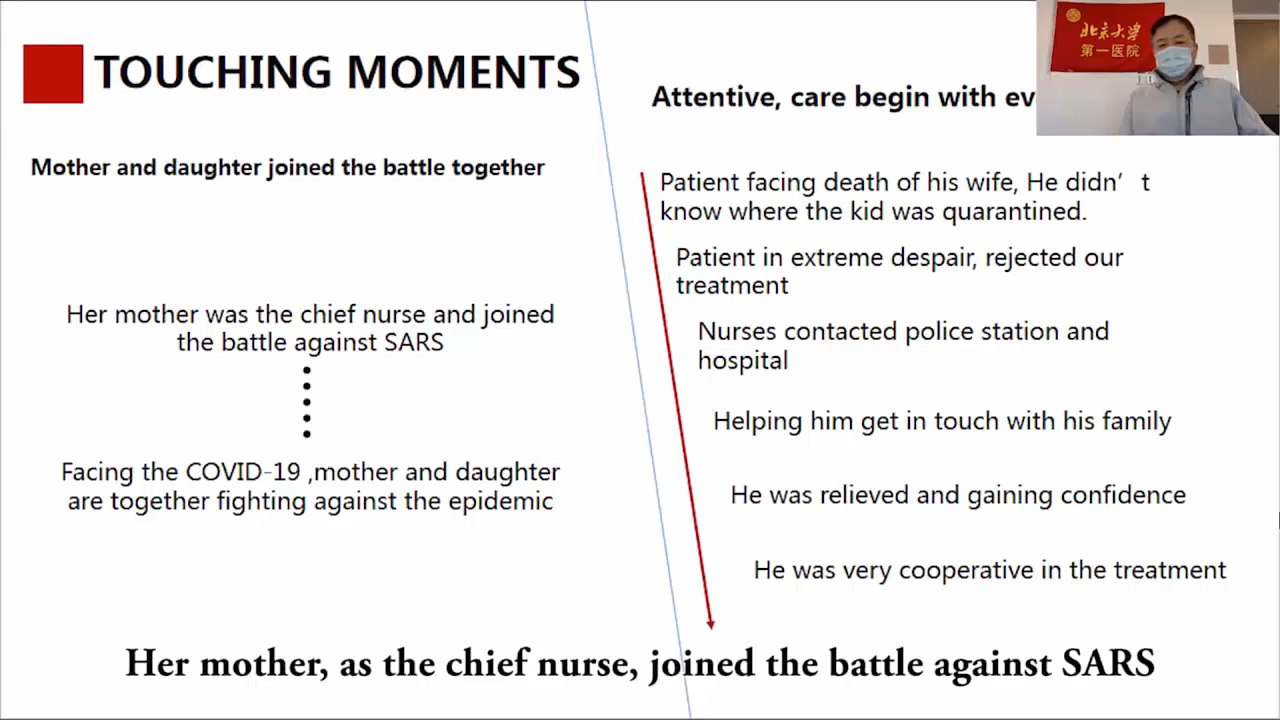 TOUCHING MOMENTS
Mother and daughter joined the battle together
Her mother was the chief nurse and joined
the battle against SARS
Facing the COVID-19 ,mother and daughter
are together fighting against the epidemic
Attentive, care begin with
北京大学
第一医院
Patient facing death of his wife, He didn’ t
know where the kid was quarantined.
Patient in extreme despair, rejected our
treatment
Nurses contacted police station and
hospital
Helping him get in touch with his family
He was relieved and gaining confidence
He was very cooperative in the treatment
Her mother, as the chief nurse, joined the battle against SARS